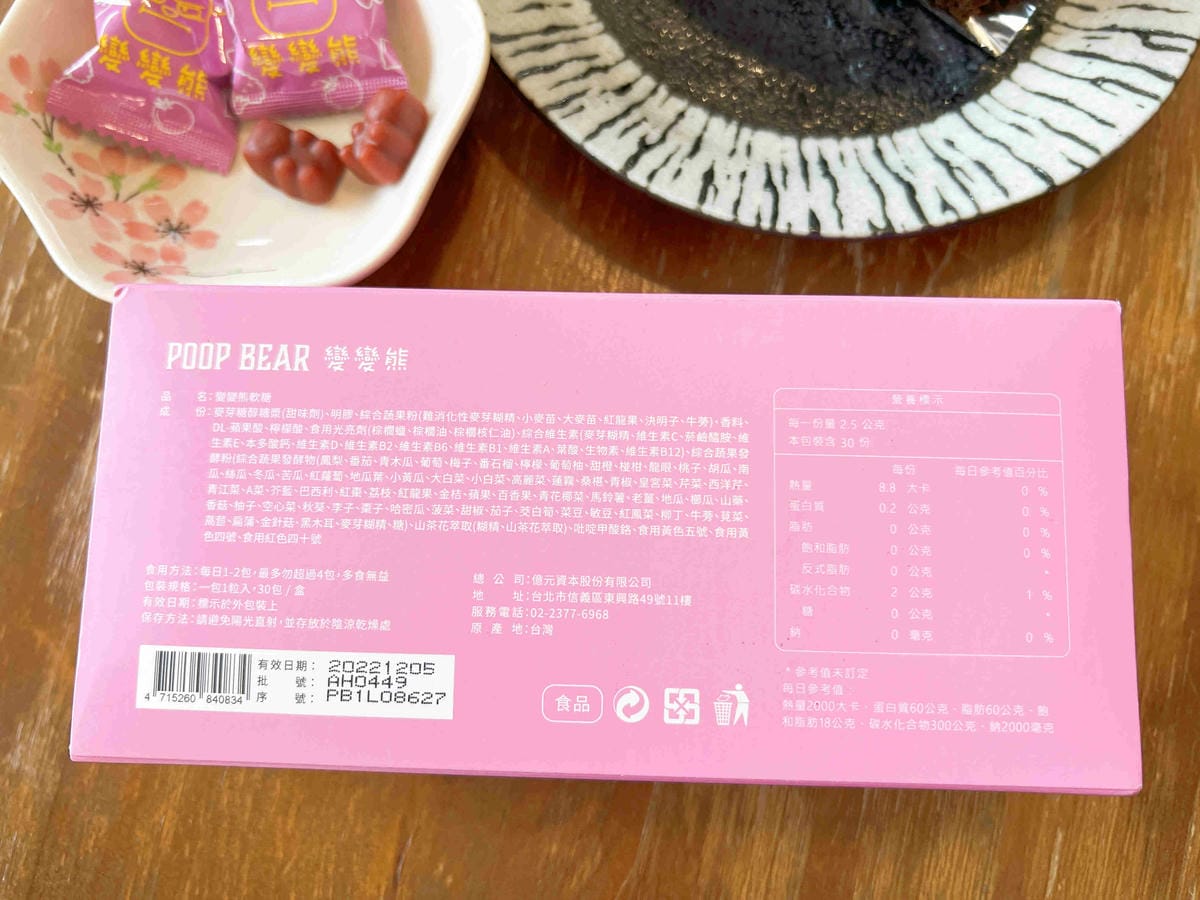 變變熊
變變熊
POOP BEAR 變變熊
品 名:變變熊軟糖
成 份:麥芽糖醇糖漿(甜味劑)、明膠、綜合蔬果粉(難消化性麥芽糊精、小麥苗、大麥苗、紅龍果、決明子、牛蒡)、香料、
DL-蘋果酸、檸檬酸、食用光亮劑(棕櫚蠟、棕櫚油、棕櫚核仁油)、綜合維生素(麥芽糊精、維生素C、菸鹼醯胺、維
生素E、本多酸鈣、維生素D、維生素B2、維生素B6、維生素B1、維生素A、葉酸、生物素、維生素B12)、綜合蔬果發
酵粉(綜合蔬果發酵物(鳳梨、番茄、青木瓜、葡萄、梅子、番石榴、檸檬、葡萄柚、甜橙、椪柑、龍眼、桃子、胡瓜、南
瓜、絲瓜、冬瓜、苦瓜、紅蘿蔔、地瓜葉、小黃瓜、大白菜、小白菜、高麗菜、蓮霧、桑椹、青椒、皇宮菜、芹菜、西洋芹、
青江菜、A菜、芥藍、巴西利、紅棗、荔枝、紅龍果、金桔、蘋果、百香果、青花椰菜、馬鈴薯、老薑、地瓜、櫛瓜、山藥、
香菇、柚子、空心菜、秋葵、李子、棗子、哈密瓜、菠菜、甜椒、茄子、茭白筍、菜豆、敏豆、紅鳳菜、柳丁、牛蒡、莧菜、
萵苣、扁蒲、金針菇、黑木耳、麥芽糊精、糖)、山茶花萃取(糊精、山茶花萃取)、吡啶甲酸鉻、食用黃色五號、食用黃
色四號、食用紅色四十號
食用方法:每日1-2包,最多勿超過4包,多食無益
包裝規格:一包1粒入,30包 / 盒
有效日期:標示於外包裝上
保存方法:請避免陽光直射,並存放於陰涼乾燥處
總 公 司:億元資本股份有限公司
地 址:台北市信義區東興路49號11樓
服務電話:02-2377-6968
原 產 地:台灣
營養標示
每一份量 2.5 公克
本包裝含 30 份
每份 每日參考值百分比
熱量 8.8 大卡 0 %
蛋白質 0.2 公克 0 %
脂肪 0 公克 0 %
飽和脂肪 0 公克 0 %
反式脂肪 0 公克 *
碳水化合物 2 公克 1 %
糖 0 公克 *
鈉 0 毫克 0 %
* 參考值未訂定
每日參考值:
熱量2000大卡、蛋白質60公克、脂肪60公克、飽
和脂肪18公克、碳水化合物300公克、鈉2000毫克
有效日期: 20221205
批 號: AH0449
序 號: PB1L08627
4 715260 840834
食品